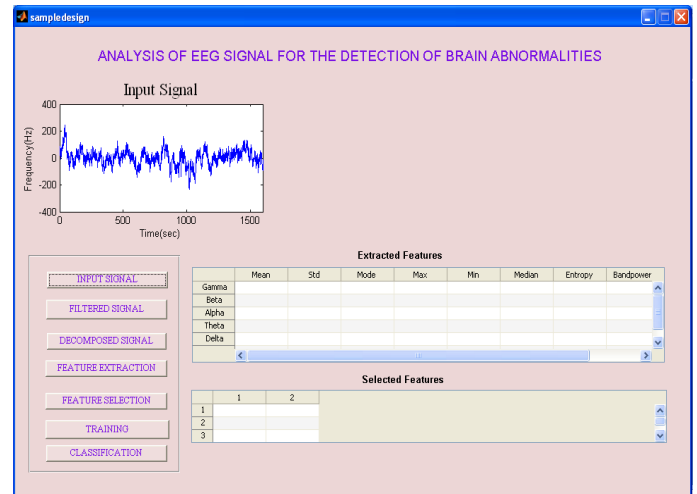 sampledesign
ANALYSIS OF EEG SIGNAL FOR THE DETECTION OF BRAIN ABNORMALITIES
Input Signal
400
200
0
-200
-400
Frequency(Hz)
0 500 1000 1500
Time(sec)
INPUT SIGNAL
FILTERED SIGNAL
DECOMPOSED SIGNAL
FEATURE EXTRACTION
FEATURE SELECTION
TRAINING
CLASSIFICATION
Extracted Features
Mean Std Mode Max Min Median Entropy Bandpower
Gamma
Beta
Alpha
Theta
Delta
Selected Features
1 2
1
2
3